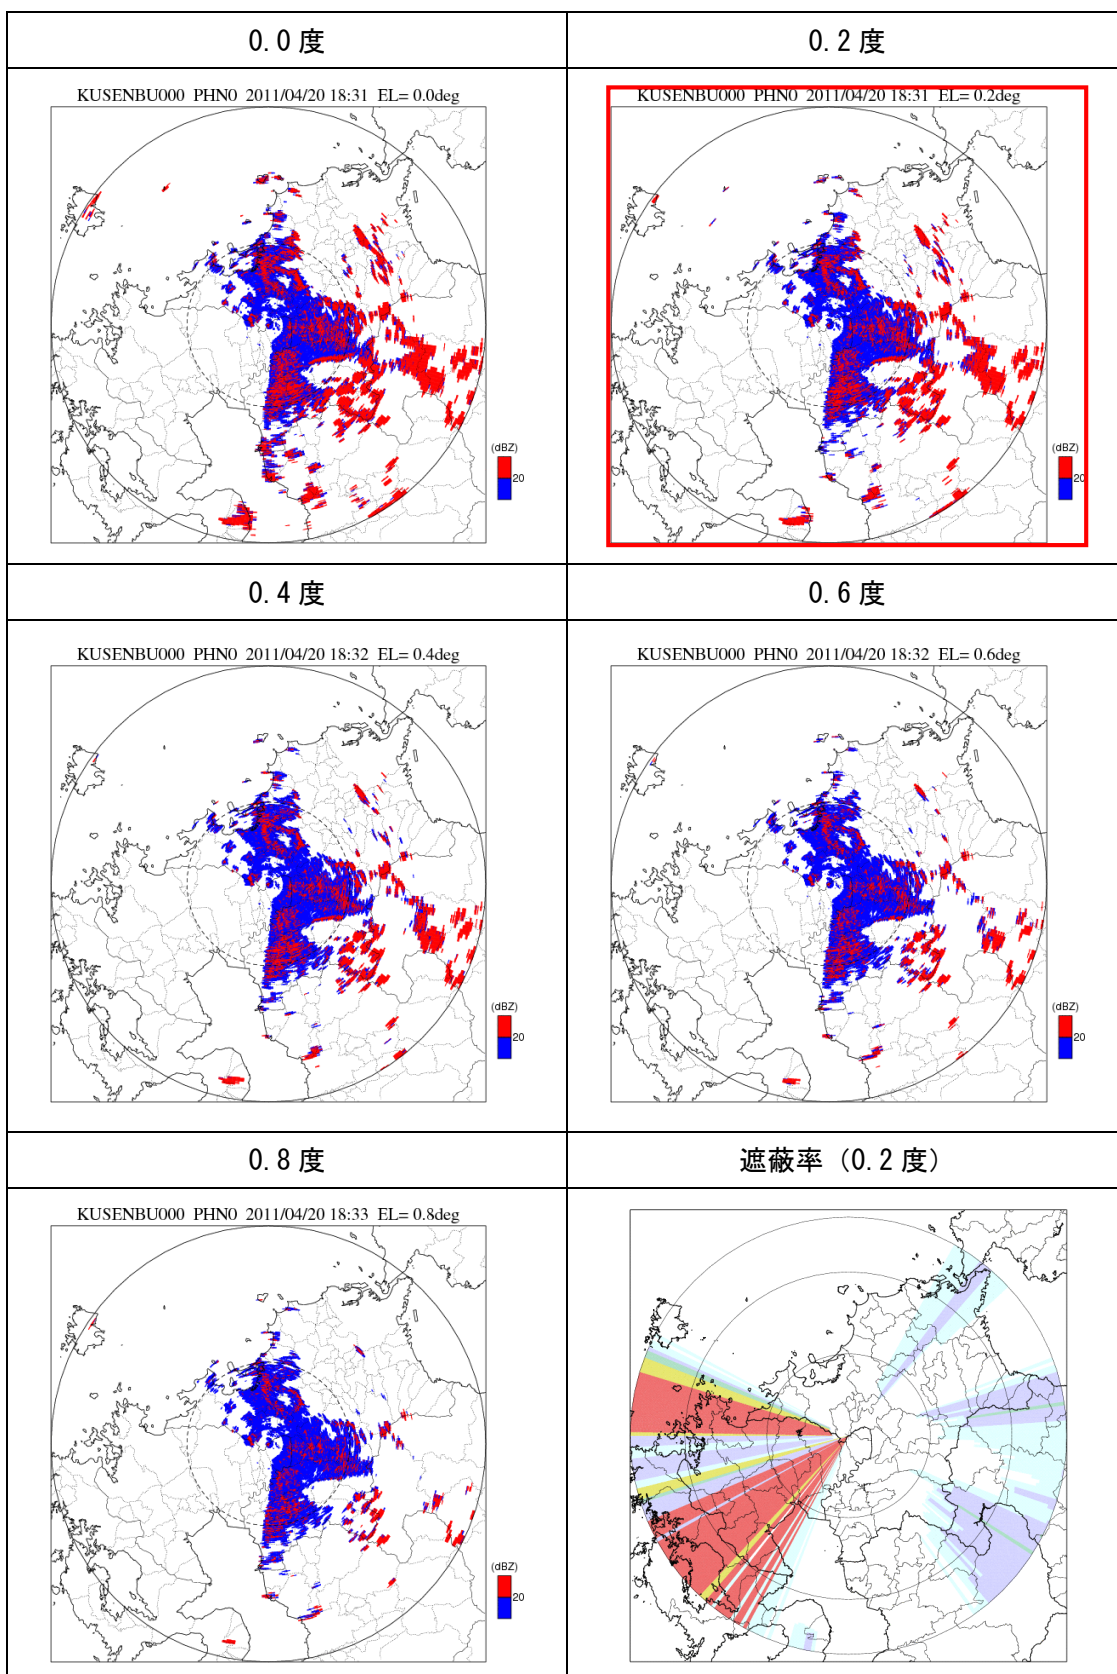 0.0度
0.2度
KUSENBU000 PHN0 2011/04/20 18:31 EL= 0.0deg
(dBZ)
20
KUSENBU000 PHN0 2011/04/20 18:31 EL= 0.2deg
(dBZ)
20
0.4度
0.6度
KUSENBU000 PHN0 2011/04/20 18:32 EL= 0.4deg
(dBZ)
20
KUSENBU000 PHN0 2011/04/20 18:32 EL= 0.6deg
(dBZ)
20
0.8度
遮蔽率（0.2度）
KUSENBU000 PHN0 2011/04/20 18:33 EL= 0.8deg
(dBZ)
20